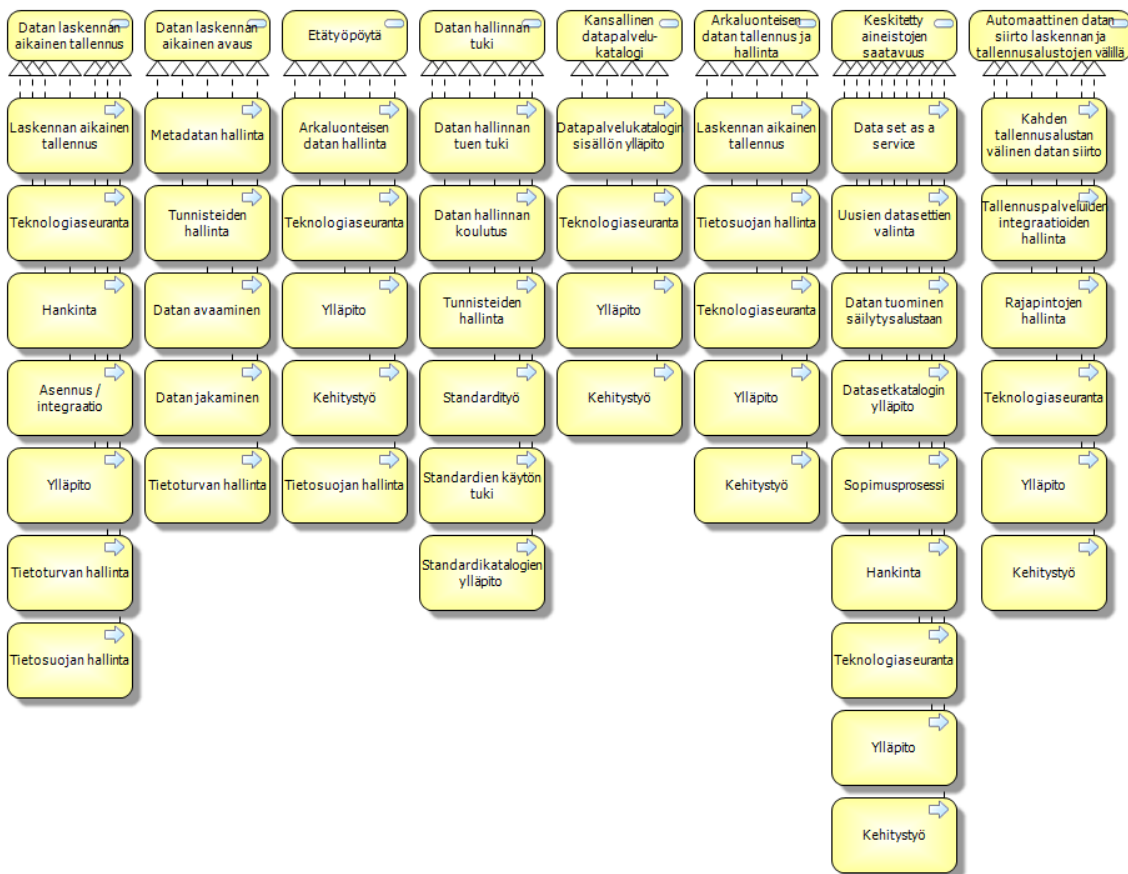 Datan laskennan
aikainen tallennus
Datan laskennan
aikainen avaus
Etätyöpöytä
Datan hallinnan
tuki
Kansallinen
datapalvelu-
katalogi
Arkaluonteisen
datan tallennus ja
hallinta
Keskitetty
aineistojen
saatavuus
Automaattinen datan
siirto laskennan ja
tallennusalustojen välillä
Laskennan aikainen
tallennus
Metadatan hallinta
Arkaluonteisen
datan hallinta
Datan hallinnan
tuen tuki
Datapalvelukatalogin
sisällön ylläpito
Laskennan aikainen
tallennus
Data set as a
service
Kahden
tallennusalustan
välinen datan siirto
Teknologiaseuranta
Tunnisteiden
hallinta
Teknologiaseuranta
Datan hallinnan
koulutus
Teknologiaseuranta
Tietosuojan hallinta
Uusien datasettien
valinta
Tallennuspalveluiden
integraatioiden
hallinta
Hankinta
Datan avaaminen
Ylläpito
Tunnisteiden
hallinta
Ylläpito
Teknologiaseuranta
Datan tuominen
säilytysalustaan
Rajapintojen
hallinta
Asennus /
integraatio
Datan jakaminen
Kehitystyö
Standardityö
Kehitystyö
Ylläpito
Datasetkatalogin
ylläpito
Teknologiaseuranta
Ylläpito
Tietoturvan hallinta
Tietosuojan hallinta
Standardien käytön
tuki
Kehitystyö
Sopimusprosessi
Ylläpito
Tietoturvan hallinta
Standardikatalogien
ylläpito
Hankinta
Kehitystyö
Tietosuojan hallinta
Teknologiaseuranta
Ylläpito
Kehitystyö